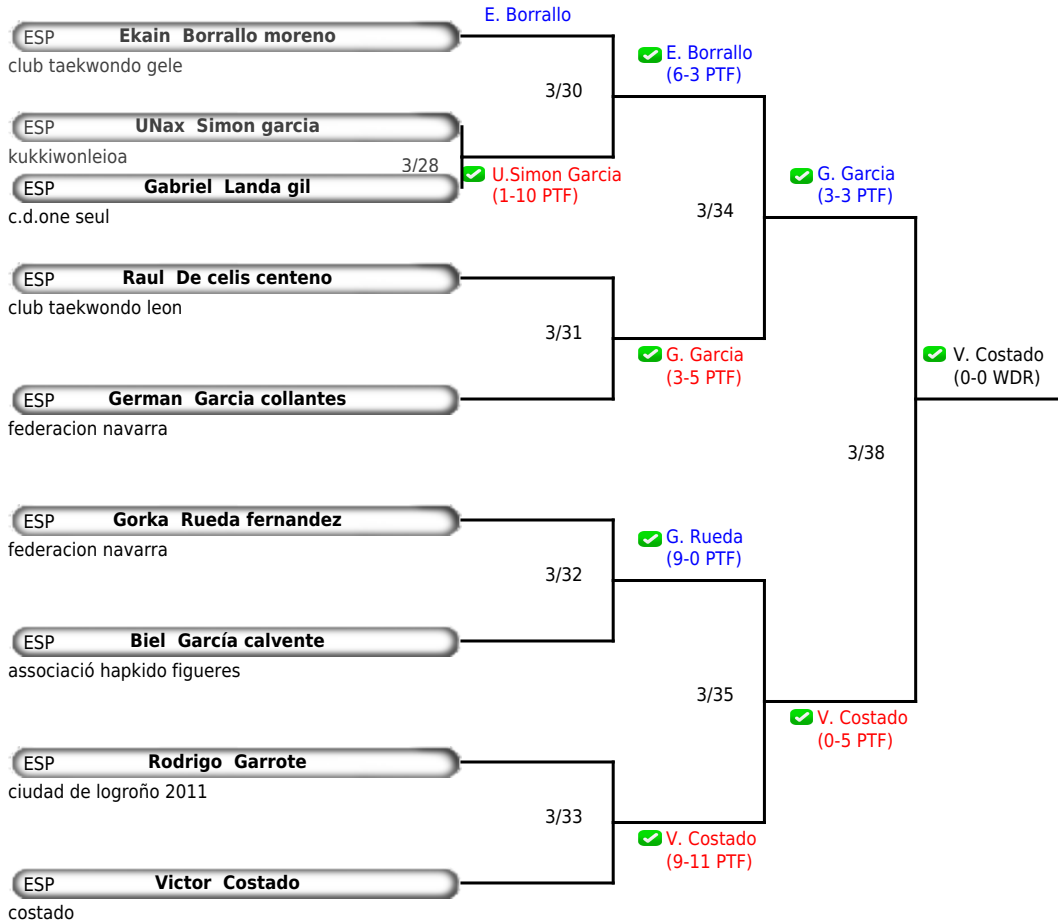 E. Borrallo
ESP Ekain Borrallo moreno
club taekwondo gele
E. Borrallo
(6-3 PTF)
3/30
ESP UNax Simon garcia
kukkiwonleioa
3/28
U.Simon Garcia
(1-10 PTF)
ESP Gabriel Landa gil
c.d.one seul
G. Garcia
(3-3 PTF)
3/34
ESP Raul De celis centeno
club taekwondo leon
3/31
G. Garcia
(3-5 PTF)
V. Costado
(0-0 WDR)
ESP German Garcia collantes
federacion navarra
3/38
ESP Gorka Rueda fernandez
federacion navarra
G. Rueda
(9-0 PTF)
3/32
ESP Biel García calvente
associació hapkido figueres
3/35
V. Costado
(0-5 PTF)
ESP Rodrigo Garrote
ciudad de logroño 2011
3/33
V. Costado
(9-11 PTF)
ESP Victor Costado
costado